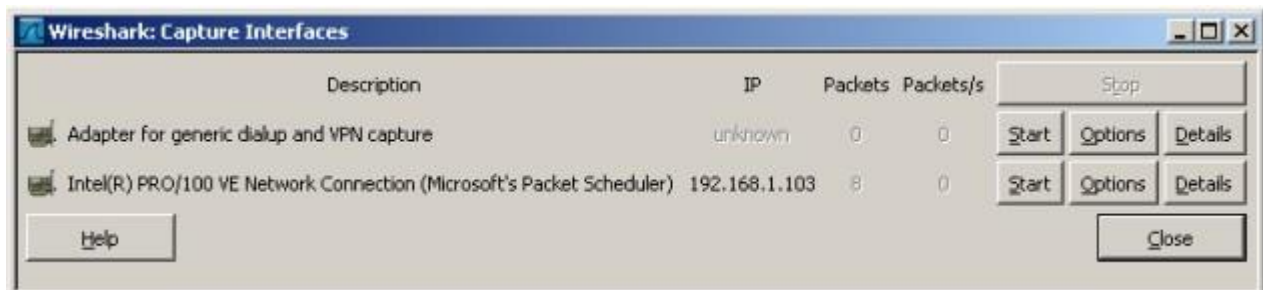 Wireshark: Capture Interfaces
Description IP Packets Packets/s Stop
Adapter for generic dialup and VPN capture unknown 0 0 Start Options Details
Intel(R) PRO/100 VE Network Connection (Microsoft's Packet Scheduler) 192.168.1.103 8 0 Start Options Details
Help Close